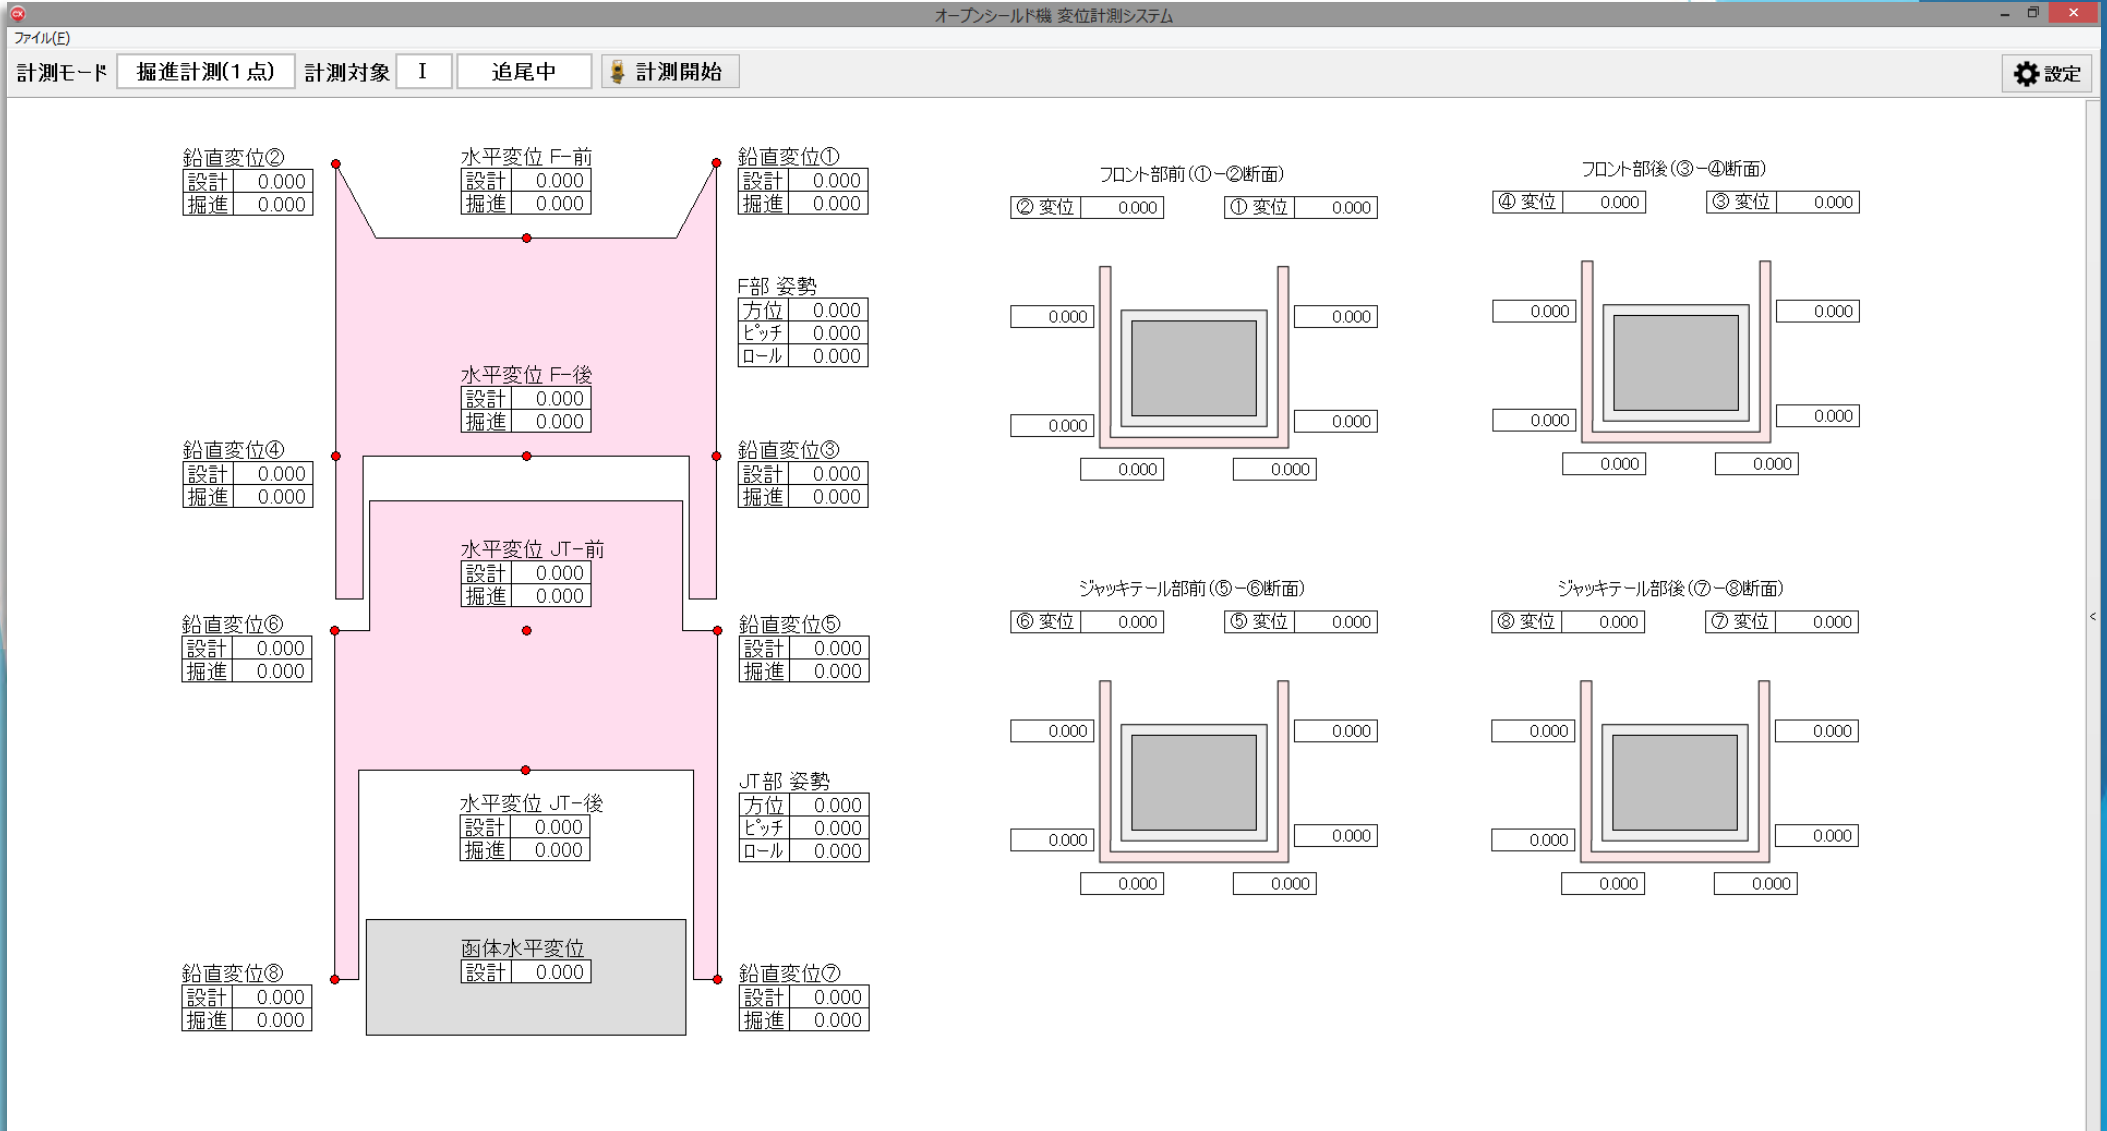 CX
オープンシールド機 変位計測システム
ファイル(F)
計測モード 掘進計測(1点) 計測対象 I 追尾中 計測開始 設定
鉛直変位②
設計 0.000
掘進 0.000
水平変位 F-前
設計 0.000
掘進 0.000
鉛直変位①
設計 0.000
掘進 0.000
F部 姿勢
方位 0.000
ピッチ 0.000
ロール 0.000
水平変位 F-後
設計 0.000
掘進 0.000
鉛直変位④
設計 0.000
掘進 0.000
鉛直変位③
設計 0.000
掘進 0.000
水平変位 JT-前
設計 0.000
掘進 0.000
鉛直変位⑥
設計 0.000
掘進 0.000
鉛直変位⑤
設計 0.000
掘進 0.000
JT部 姿勢
方位 0.000
ピッチ 0.000
ロール 0.000
水平変位 JT-後
設計 0.000
掘進 0.000
函体水平変位
設計 0.000
鉛直変位⑧
設計 0.000
掘進 0.000
鉛直変位⑦
設計 0.000
掘進 0.000
フロント部前(①-②断面)
② 変位 0.000 ① 変位 0.000
0.000 0.000
0.000 0.000
0.000 0.000
フロント部後(③-④断面)
④ 変位 0.000 ③ 変位 0.000
0.000 0.000
0.000 0.000
0.000 0.000
ジャッキテール部前(⑤-⑥断面)
⑥ 変位 0.000 ⑤ 変位 0.000
0.000 0.000
0.000 0.000
0.000 0.000
ジャッキテール部後(⑦-⑧断面)
⑧ 変位 0.000 ⑦ 変位 0.000
0.000 0.000
0.000 0.000
0.000 0.000